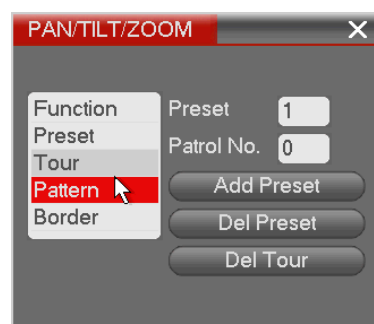 PAN/TILT/ZOOM
Function
Preset
Tour
Pattern
Border
Preset 1
Patrol No. 0
Add Preset
Del Preset
Del Tour